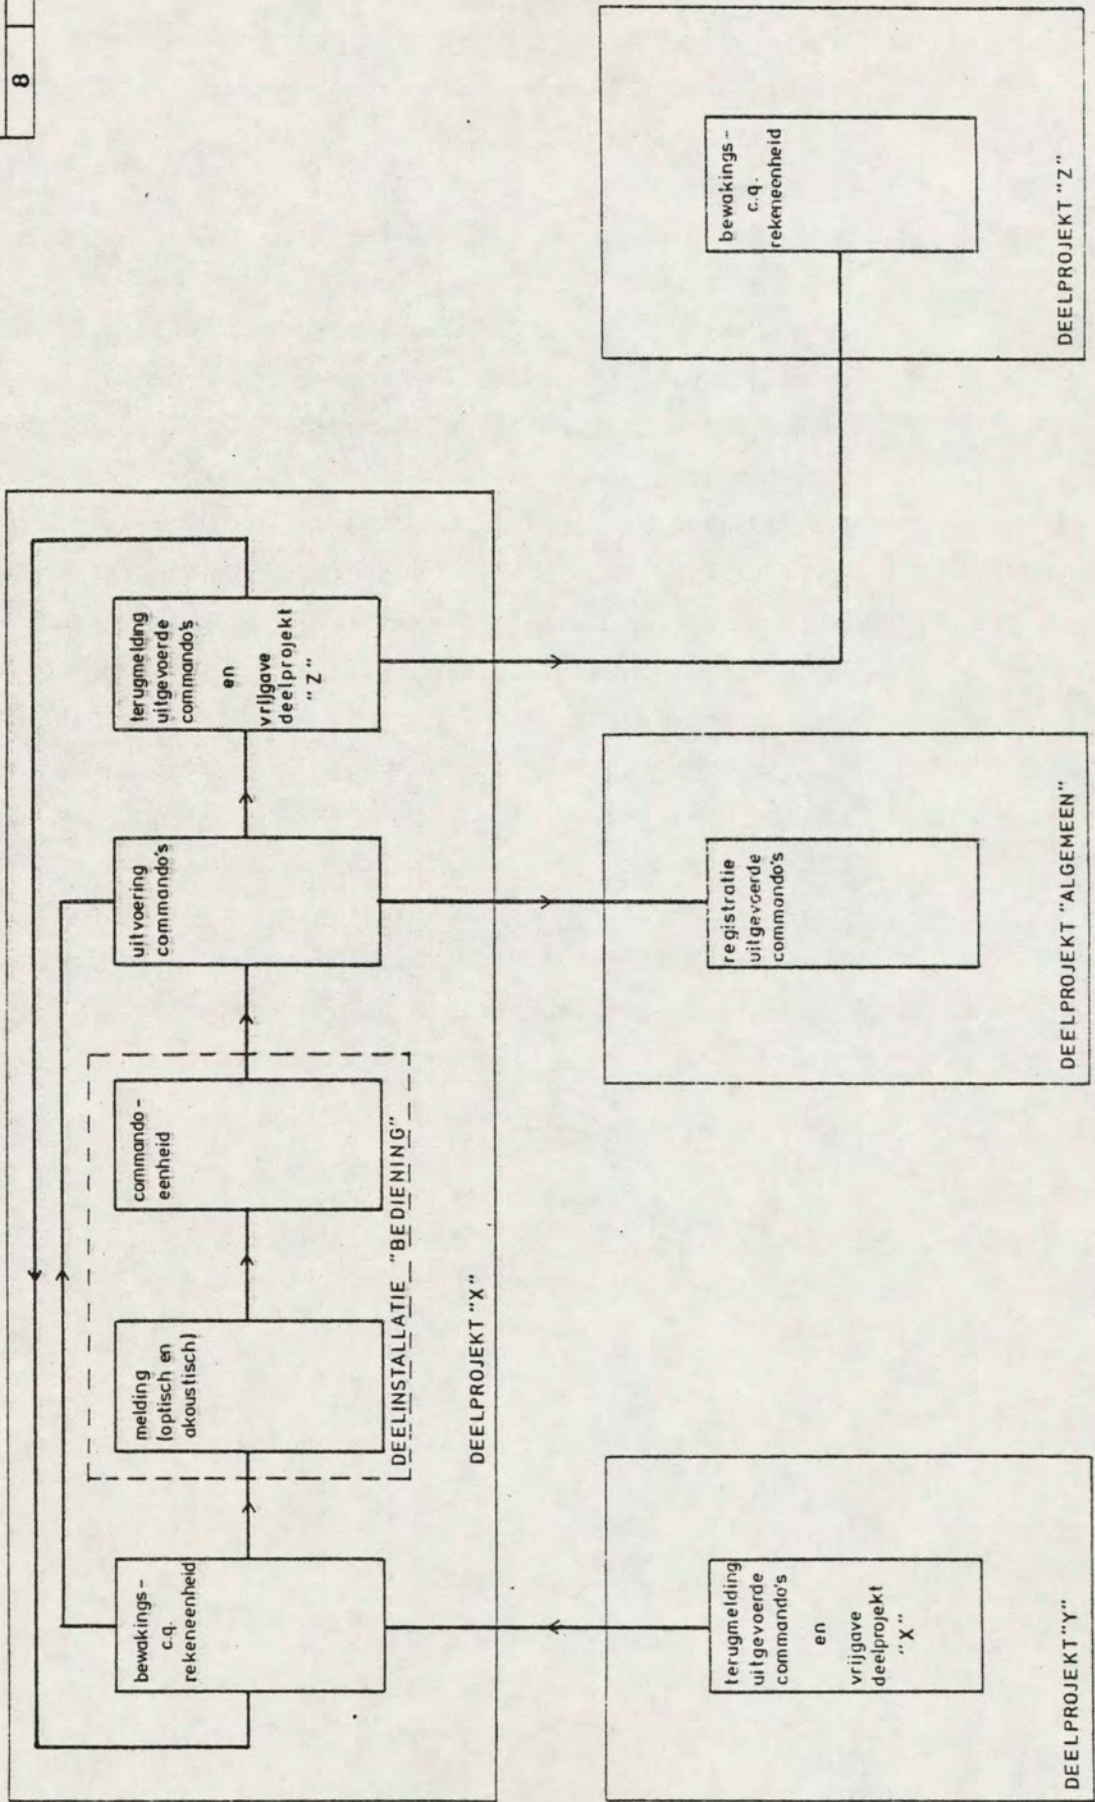 8
bewakings-
c.q.
rekeneenheid
melding
(optisch en
akoustisch)
commando-
eenheid
DEELINSTALLATIE "BEDIENING"
uitvoering
commando's
terugmelding
uitgevoerde
commando's
en
vrijgave
deelprojekt
"Z"
DEELPROJEKT "X"
terugmelding
uitgevoerde
commando's
en
vrijgave
deelprojekt
"X"
DEELPROJEKT "Y"
registratie
uitgevoerde
commando's
DEELPROJEKT "ALGEMEEN"
bewakings-
c.q.
rekeneenheid
DEELPROJEKT "Z"